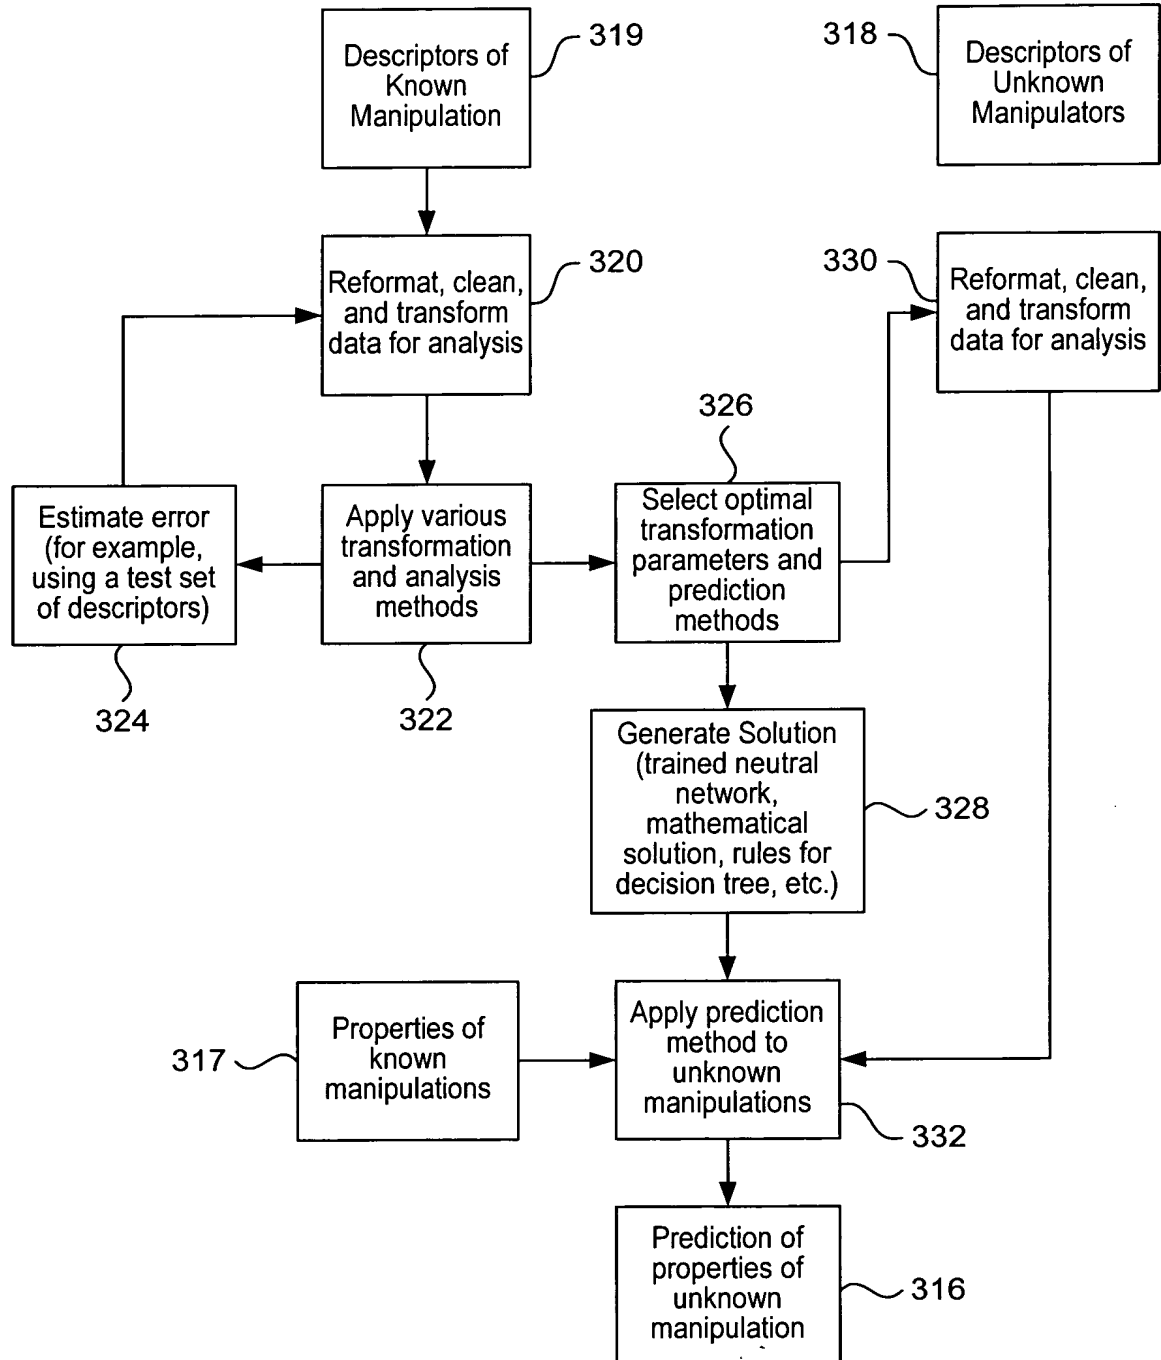 Descriptors of
Known
Manipulation
319
318
Descriptors of
Unknown
Manipulators
Reformat, clean,
and transform
data for analysis
320
330
Reformat, clean,
and transform
data for analysis
326
Estimate error
(for example,
using a test set
of descriptors)
324
Apply various
transformation
and analysis
methods
322
Select optimal
transformation
parameters and
prediction
methods
Generate Solution
(trained neutral
network,
mathematical
solution, rules for
decision tree, etc.)
328
317
Properties of
known
manipulations
Apply prediction
method to
unknown
manipulations
332
Prediction of
properties of
unknown
manipulation
316